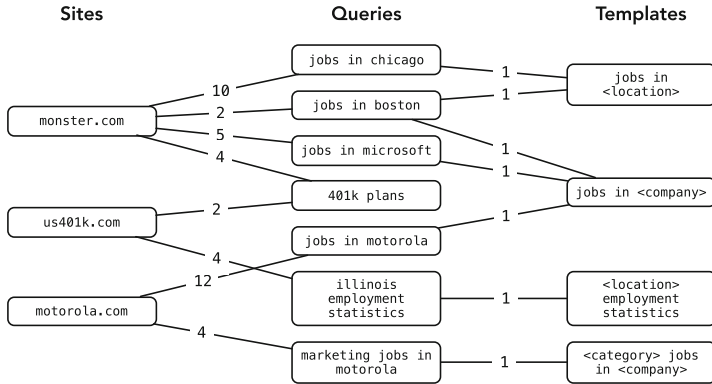 Sites
Queries
Templates
monster.com
us401k.com
motorola.com
10
2
5
4
2
4
12
4
jobs in chicago
jobs in boston
jobs in microsoft
401k plans
jobs in motorola
illinois
employment
statistics
marketing jobs in
motorola
1
1
1
1
1
1
1
jobs in
<location>
jobs in <company>
<location>
employment
statistics
<category> jobs
in <company>